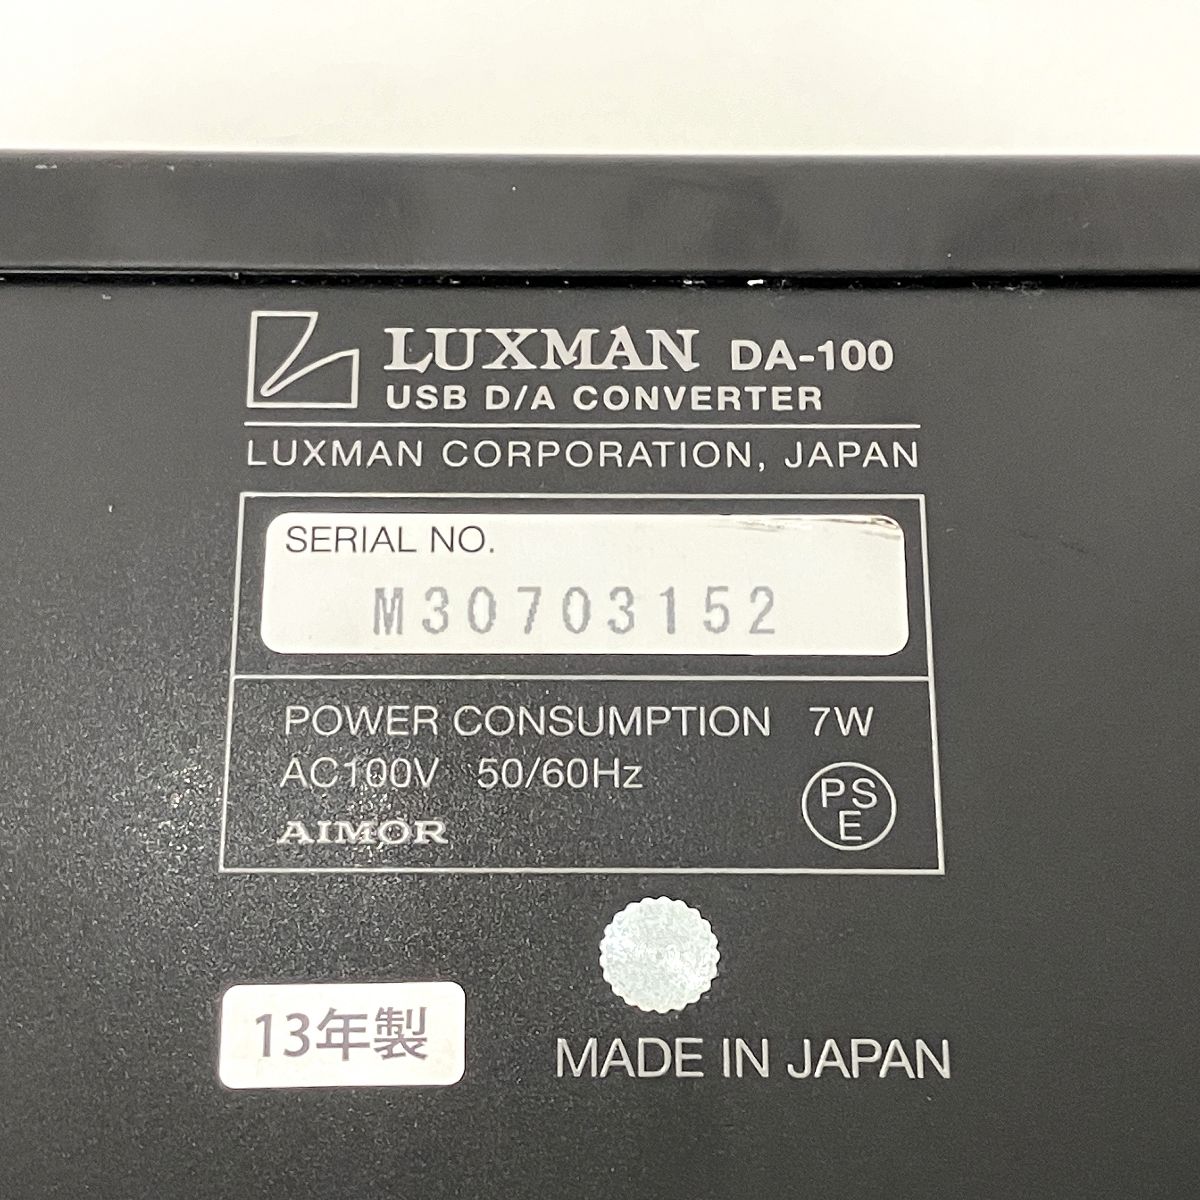 LUXMAN DA-100
USB D/A CONVERTER
LUXMAN CORPORATION, JAPAN
SERIAL NO.
M30703152
POWER CONSUMPTION 7W
AC100V 50/60Hz
PS
E
AIMOR
13年製
MADE IN JAPAN